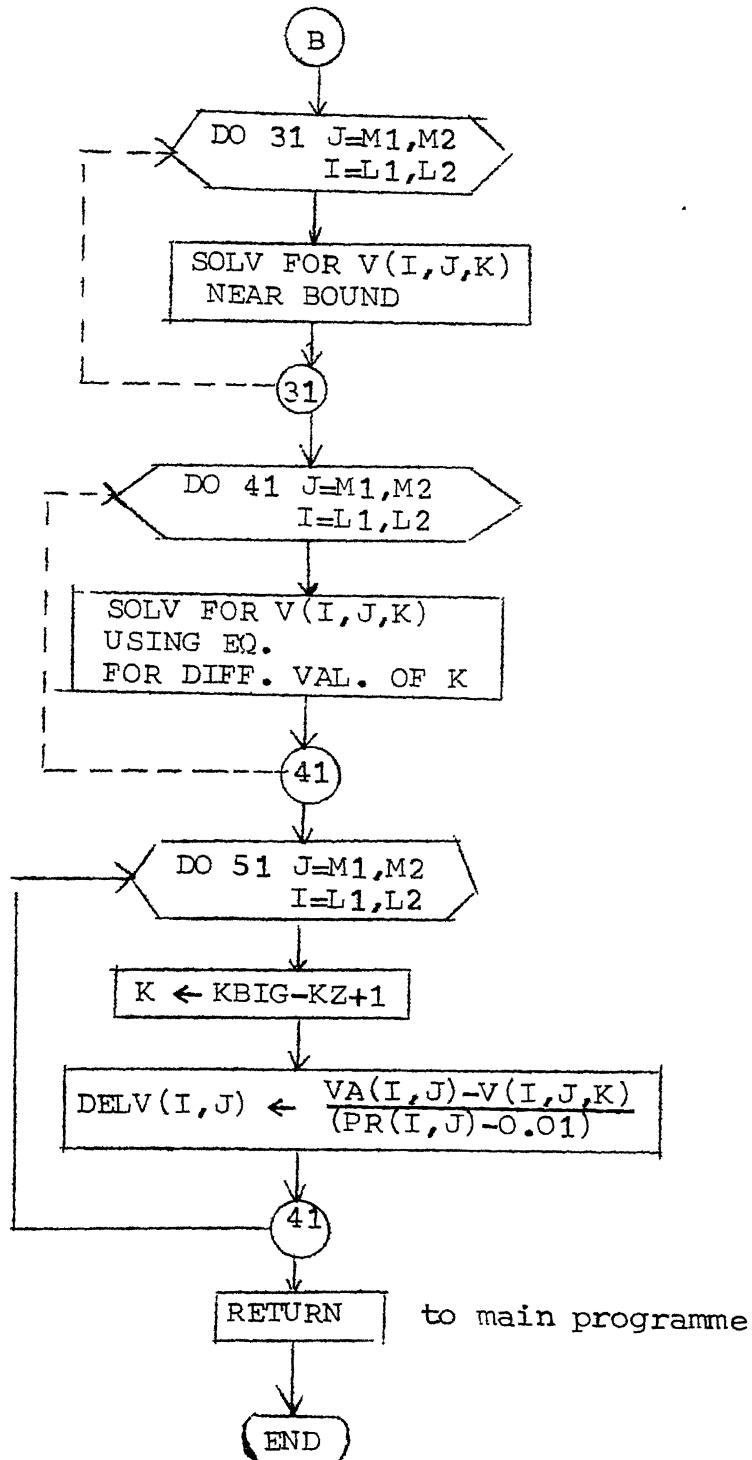 B
DO 31 J=M1,M2
I=L1,L2
SOLV FOR V(I,J,K)
NEAR BOUND
31
DO 41 J=M1,M2
I=L1,L2
SOLV FOR V(I,J,K)
USING EQ.
FOR DIFF. VAL. OF K
41
DO 51 J=M1,M2
I=L1,L2
K ← KBIG-KZ+1
DELV(I,J) ← VA(I,J)-V(I,J,K)
(PR(I,J)-0.01)
41
RETURN to main programme
END